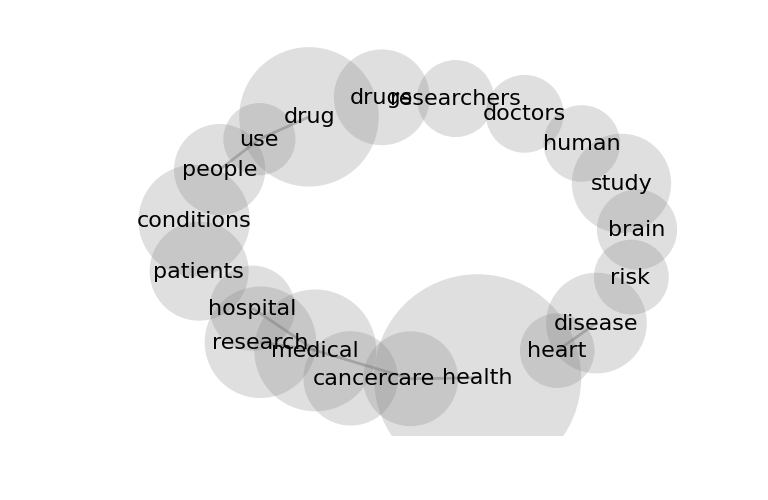 drugs
researchers
drug
doctors
use
human
people
study
conditions
brain
patients
risk
hospital
disease
research
medical
heart
cancer
care
health